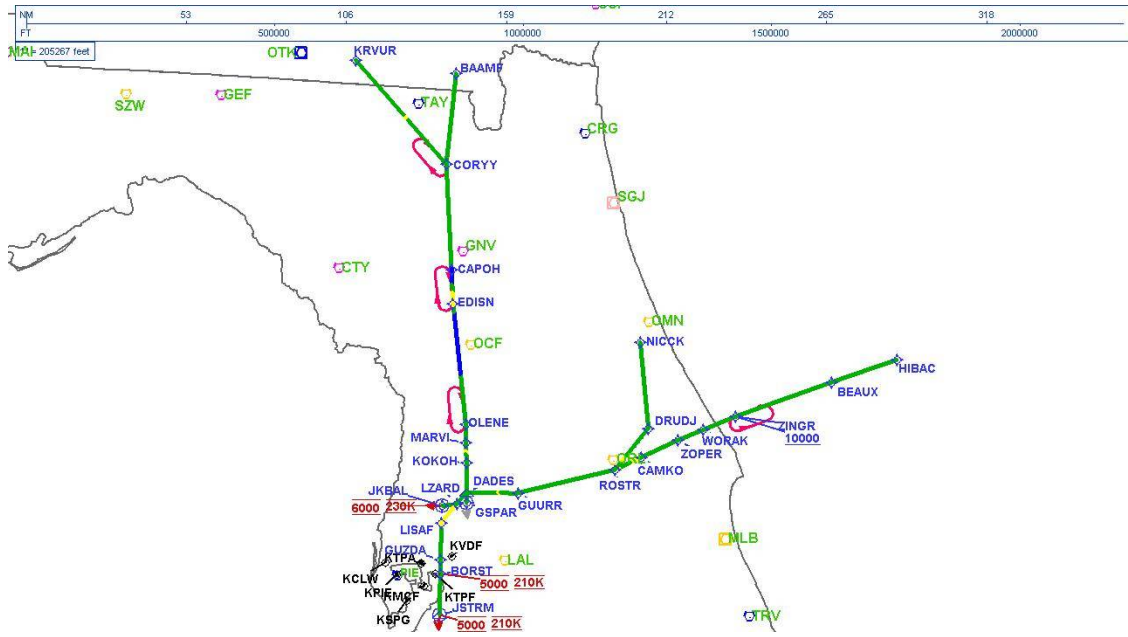 NM 53 106 159 212 265 318
FT 500000 1000000 1500000 2000000
205267 feet
OTK
KRVUR
BAAMF
SZW
GEF
TAY
CRG
CORYY
SGJ
GNV
CTY
CAPOH
EDISN
OMN
OCF
NICCK
HIBAC
BEAUX
OLENE
DRUDJ
ZINGR
MARVI
WORAK
10000
ZOPER
KOKOH
CAMKO
ROSTR
DADES
LZARD
JKBAL
6000 230K
GSPAR
GUURR
LISAF
MLB
GUZDA
KVDF
KTPA
LAL
PIE
BORST
KCLW
5000 210K
KPIE
KMCF
KTPF
JSTRM
KSPG
5000 210K
TRV